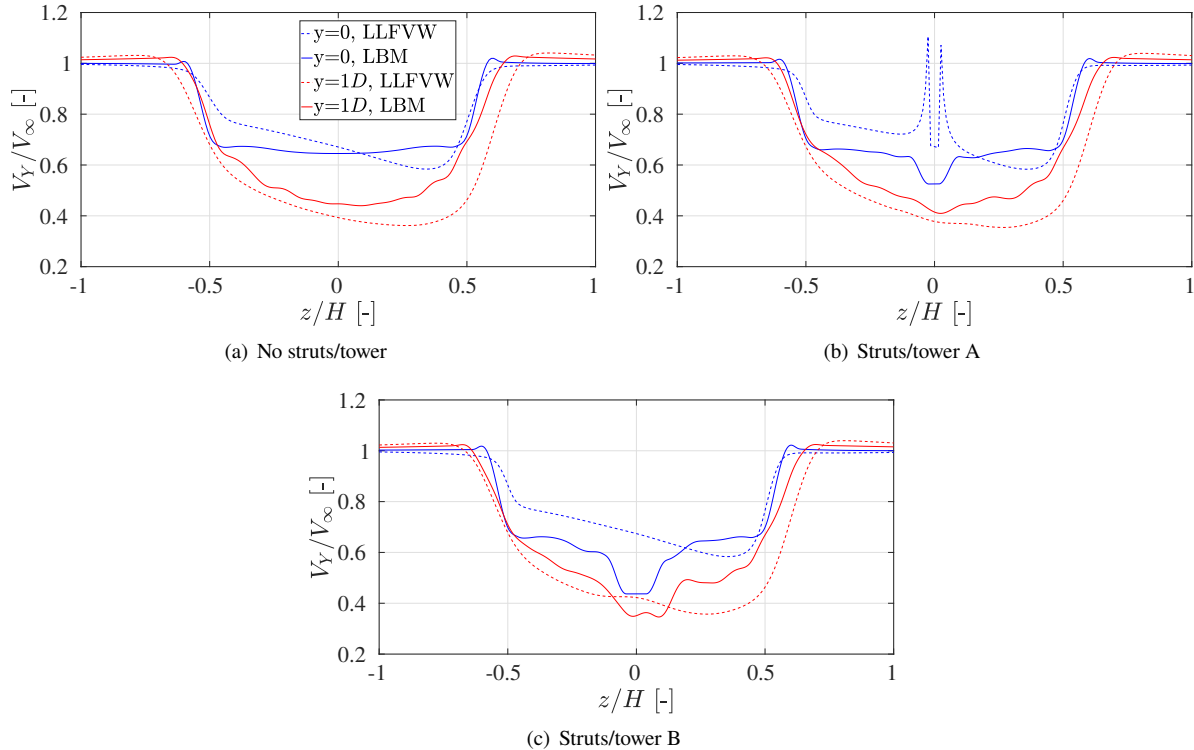 1.2
1
0.8
0.6
0.4
0.2
V_Y/V_∞ [-]
-1
-0.5
0
0.5
1
z/H [-]
y=0, LLFVW
y=0, LBM
y=1D, LLFVW
y=1D, LBM
(a) No struts/tower
1.2
1
0.8
0.6
0.4
0.2
V_Y/V_∞ [-]
-1
-0.5
0
0.5
1
z/H [-]
(b) Struts/tower A
1.2
1
0.8
0.6
0.4
0.2
V_Y/V_∞ [-]
-1
-0.5
0
0.5
1
z/H [-]
(c) Struts/tower B